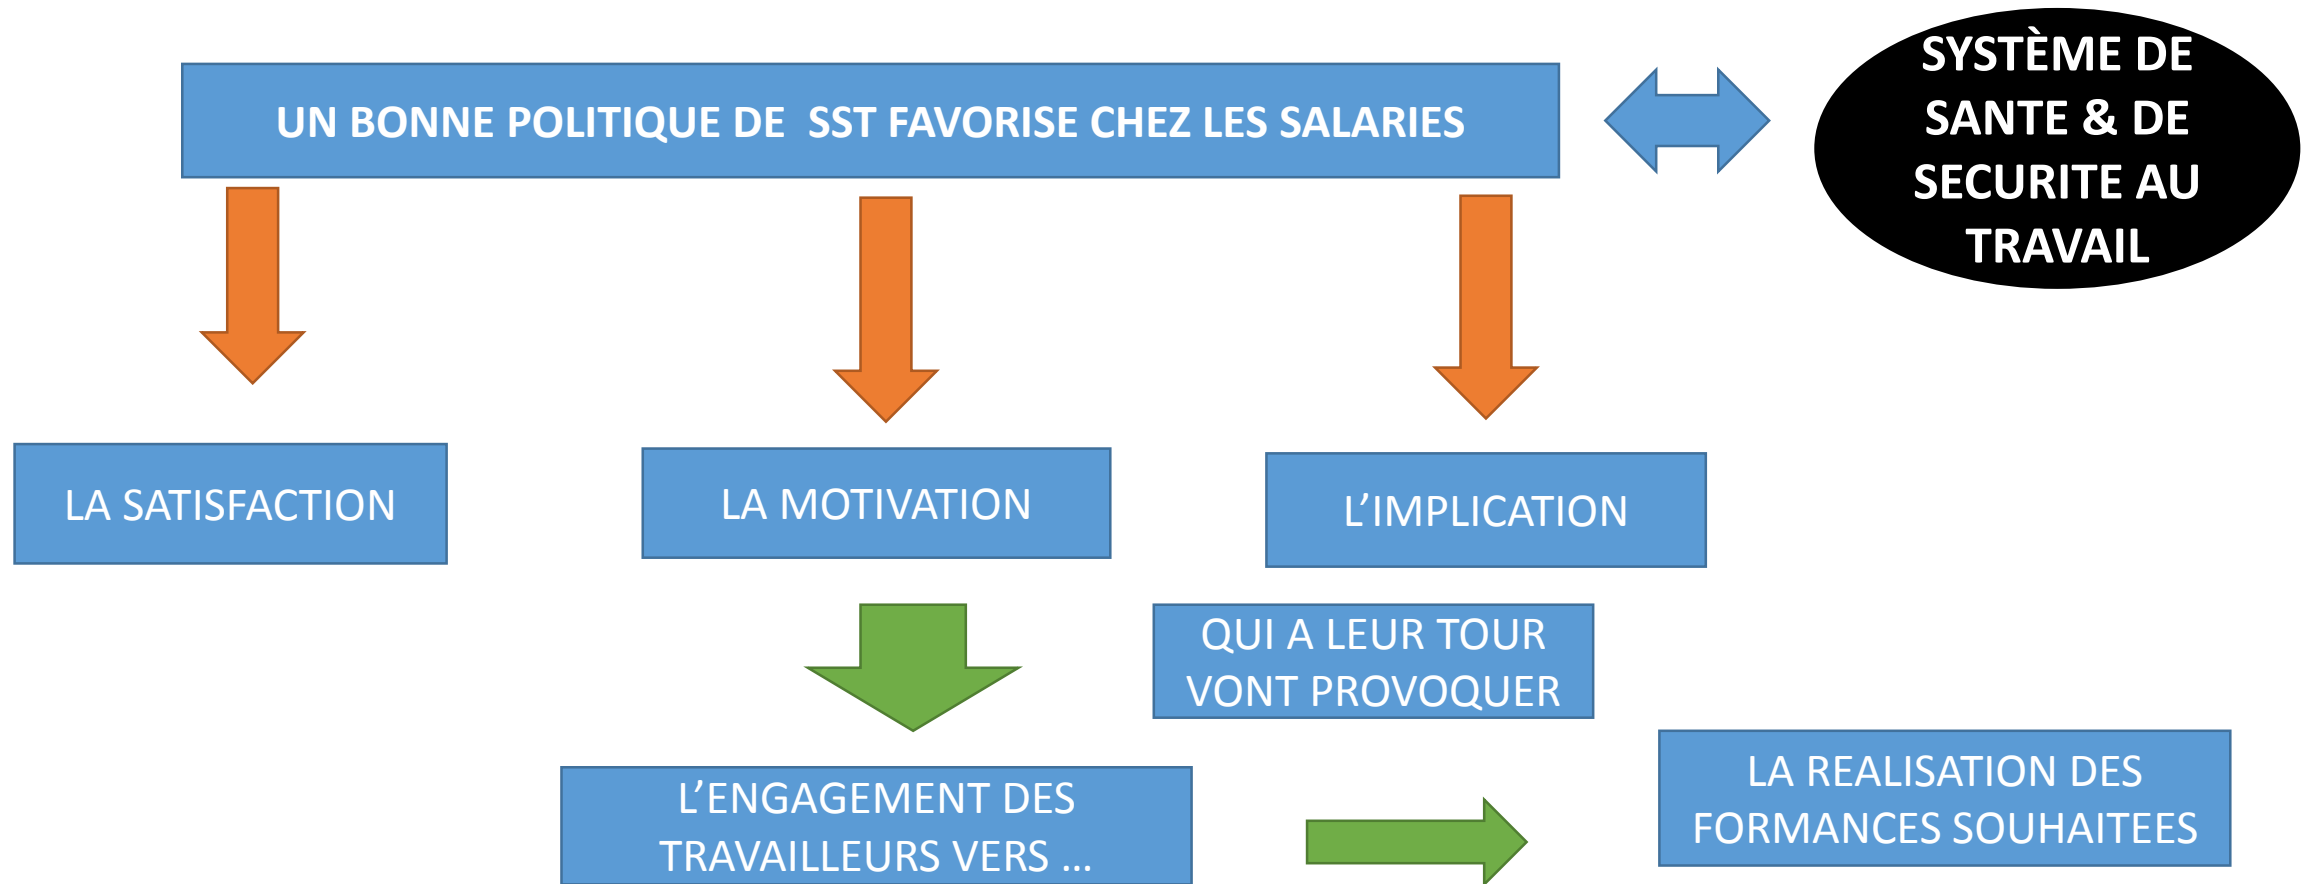 UN BONNE POLITIQUE DE SST FAVORISE CHEZ LES SALARIES
SYSTÈME DE
SANTE & DE
SECURITE AU
TRAVAIL
LA SATISFACTION
LA MOTIVATION
L’IMPLICATION
QUI A LEUR TOUR
VONT PROVOQUER
L’ENGAGEMENT DES
TRAVAILLEURS VERS …
LA REALISATION DES
FORMANCES SOUHAITEES